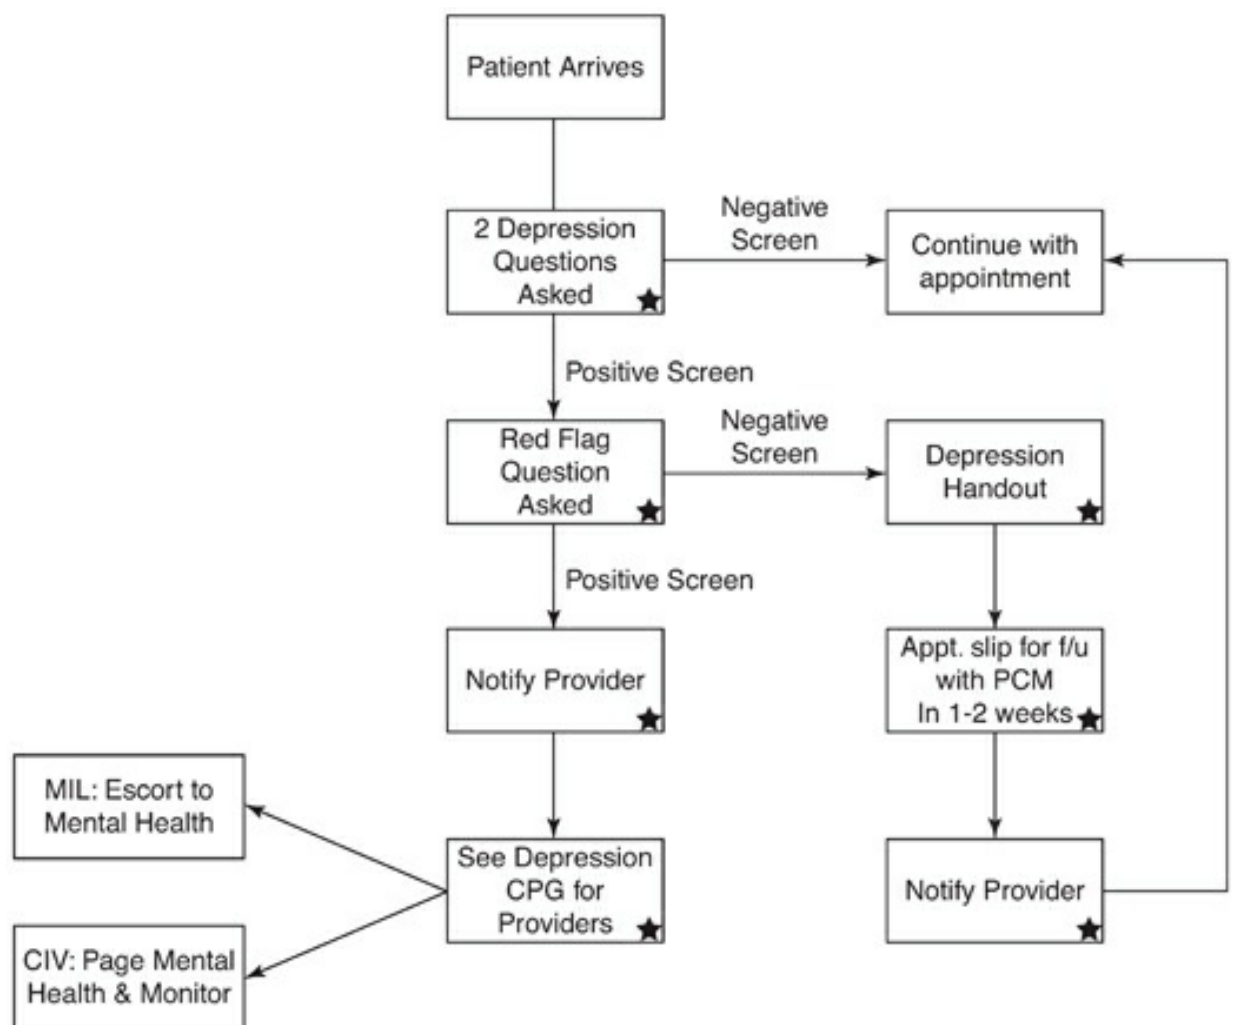 Patient Arrives
2 Depression
Questions
Asked
Negative
Screen
Continue with
appointment
Positive Screen
Red Flag
Question
Asked
Negative
Screen
Depression
Handout
Positive Screen
Notify Provider
Appt. slip for f/u
with PCM
In 1-2 weeks
MIL: Escort to
Mental Health
See Depression
CPG for
Providers
Notify Provider
CIV: Page Mental
Health & Monitor